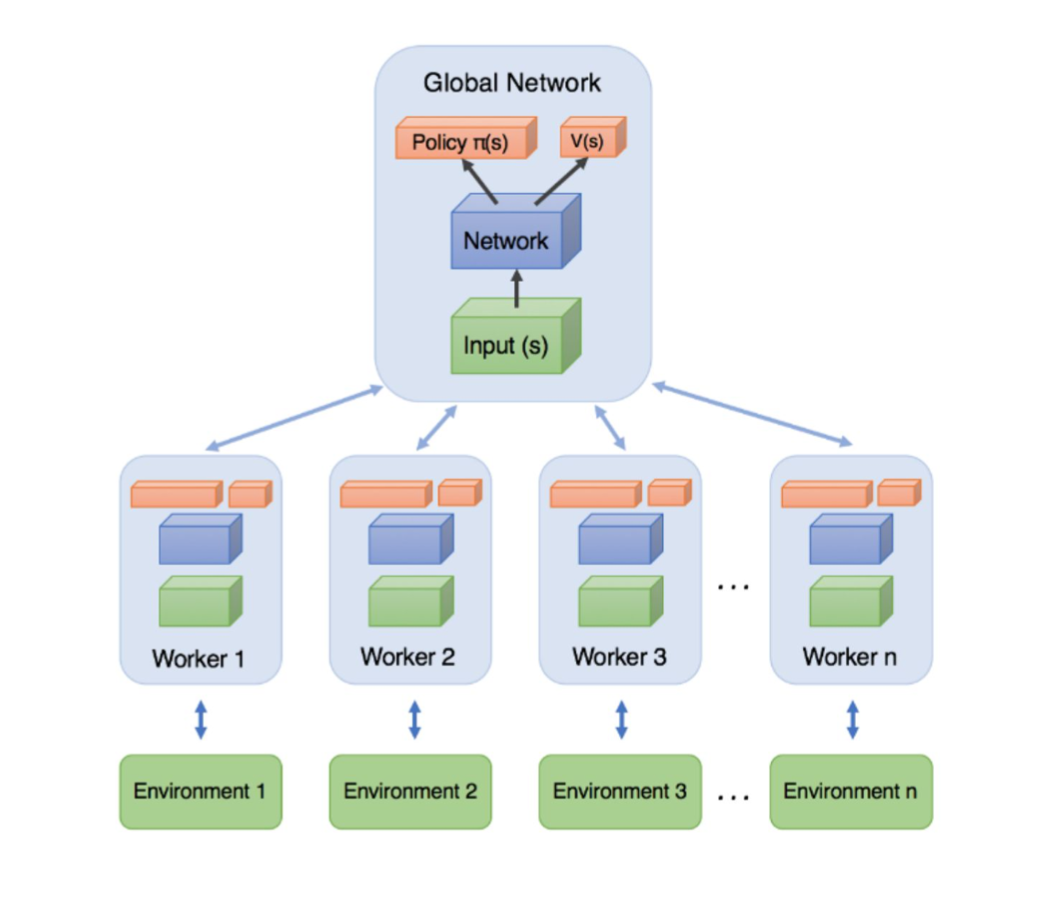 Global Network
Policy π(s)
V(s)
Network
Input (s)
...
Worker 1
Worker 2
Worker 3
Worker n
Environment 1
Environment 2
Environment 3
...
Environment n